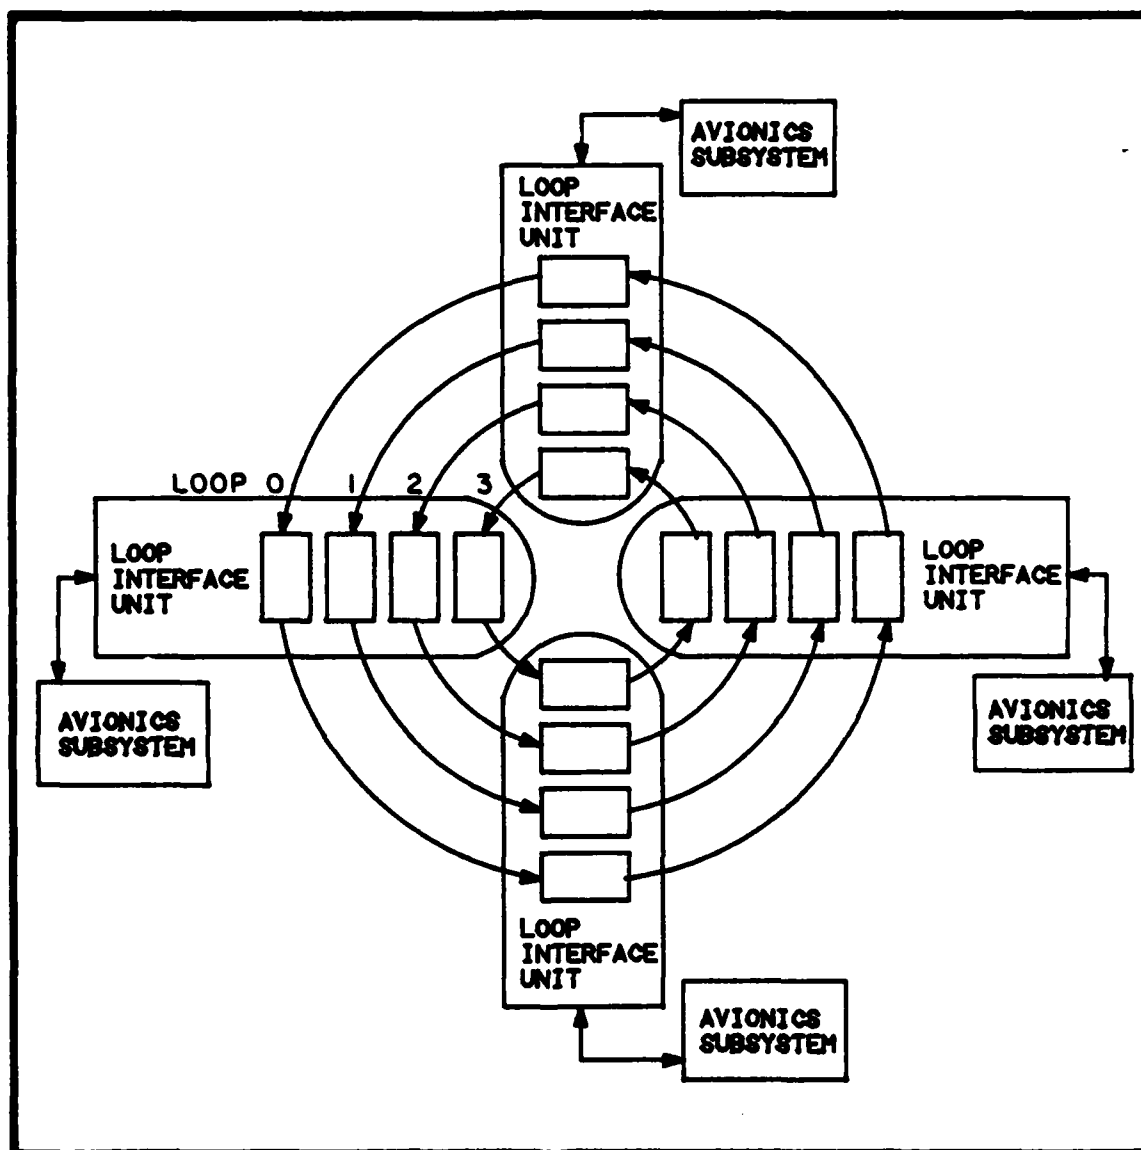 AVIONICS
SUBSYSTEM
LOOP
INTERFACE
UNIT
LOOP 0 1 2 3
LOOP
INTERFACE
UNIT
LOOP
INTERFACE
UNIT
AVIONICS
SUBSYSTEM
AVIONICS
SUBSYSTEM
LOOP
INTERFACE
UNIT
AVIONICS
SUBSYSTEM